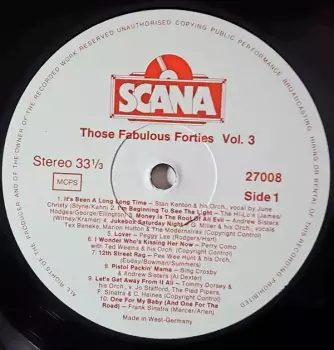 ALL RIGHTS OF THE PRODUCER AND OF THE OWNER OF THE RECORDED WORK RESERVED UNAUTHORISED COPYING PUBLIC PERFORMANCE BROADCASTING HIRING OR RENTAL OF THIS RECORD PROHIBITED
SCANA
Those Fabulous Forties Vol. 3
Stereo 33 1/3
MCPS
27008
Side 1
1. It's Been A Long Long Time - Stan Kenton & his Orch, vocal by June
Christy (Styne/Kahn) 2. I'm Beginning To See The Light - The Hi-Lo's (James/
Hodges/George/Ellington) 3. Money Is The Root Of All Evil - Andrew Sisters
(Witney/Kramer) 4. Jukebox Saturday Night - G. Miller & his Orch, vocals
Tex Beneke, Marion Hutton & The Modernaires (Copyright Control)
5. Lover - Peggy Lee (Rodgers/Hart)
6. I Wonder Who's Kissing Her Now - Perry Como
with Ted Weems & his Orch, (Copyright Control)
7. 12th Street Rag - Pee Wee Hunt & his Orch,
(Euday/Bowman/Summers)
8. Pistol Packin' Mama - Bing Crosby &
Andrew Sisters (Al Dexter)
9. Let's Get Away From It All - Tommy Dorsey &
his Orch, v. Jo Stafford, The Pied Pipers,
F. Sinatra & C. Haines (Copyright Control)
10. One For My Baby (And One For The
Road) - Frank Sinatra (Mercer/Arlen)
Made in West-Germany